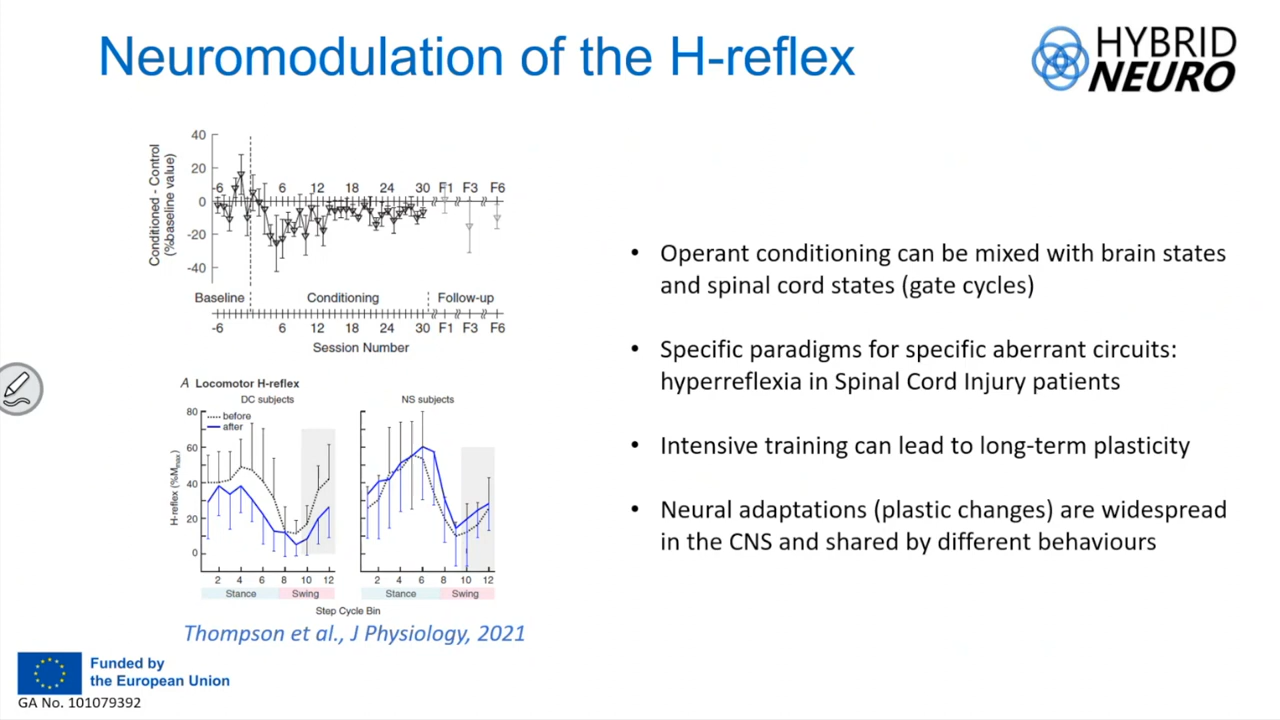 Neuromodulation of the H-reflex
HYBRID
NEURO
Conditioned - Control
(%baseline value)
40
20
0
-20
-40
-6 6 12 18 24 30 F1 F3 F6
Baseline Conditioning Follow-up
-6 6 12 18 24 30 F1 F3 F6
Session Number
A Locomotor H-reflex
DC subjects NS subjects
before
after
H-reflex (%Mmax)
80
60
40
20
0
2 4 6 8 10 12 2 4 6 8 10 12
Stance Swing Stance Swing
Step Cycle Bin
Thompson et al., J Physiology, 2021
• Operant conditioning can be mixed with brain states
and spinal cord states (gate cycles)
• Specific paradigms for specific aberrant circuits:
hyperreflexia in Spinal Cord Injury patients
• Intensive training can lead to long-term plasticity
• Neural adaptations (plastic changes) are widespread
in the CNS and shared by different behaviours
Funded by
the European Union
GA No. 101079392